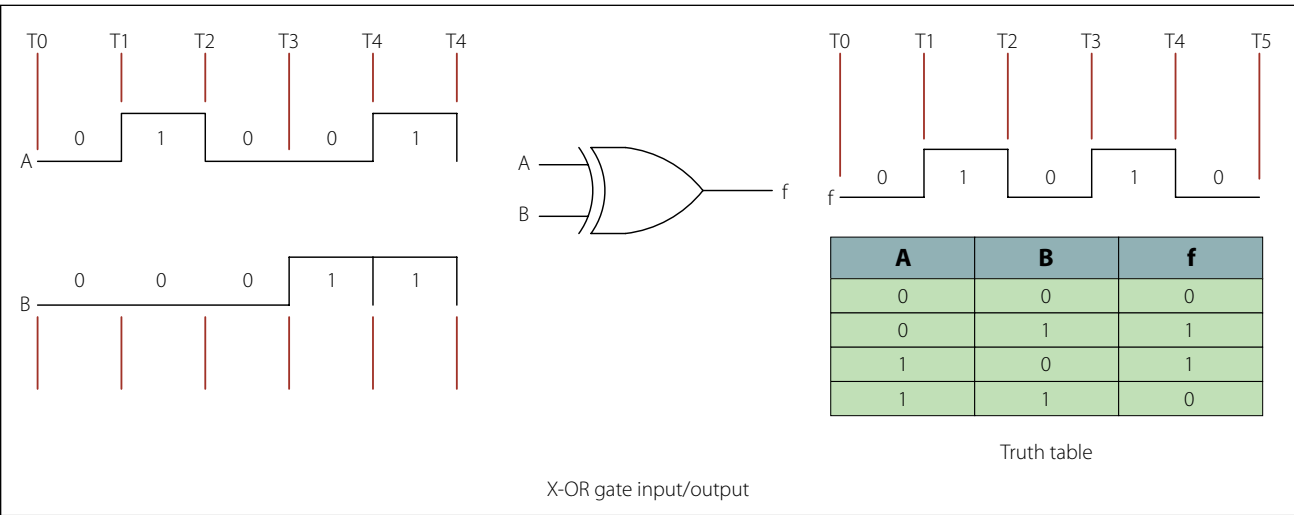 T0 T1 T2 T3 T4 T4
0 1 0 0 1
A
0 0 0 1 1
B
A
B
f
T0 T1 T2 T3 T4 T5
0 1 0 1 0
f
A B f
0 0 0
0 1 1
1 0 1
1 1 0
Truth table
X-OR gate input/output